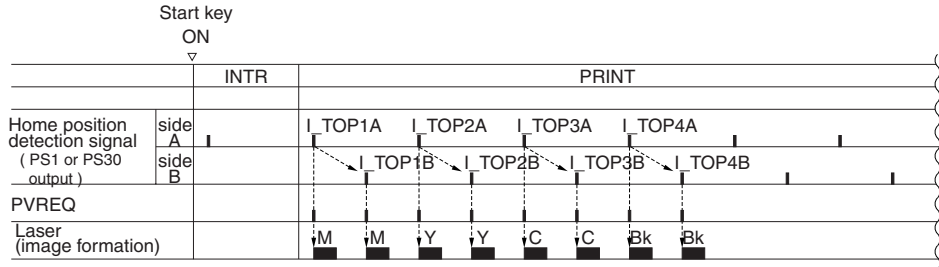 Start key
ON
INTR PRINT
Home position
detection signal
( PS1 or PS30
output )
side
A
I_TOP1A I_TOP2A I_TOP3A I_TOP4A
side
B
I_TOP1B I_TOP2B I_TOP3B I_TOP4B
PVREQ
Laser
(image formation)
M M Y Y C C Bk Bk